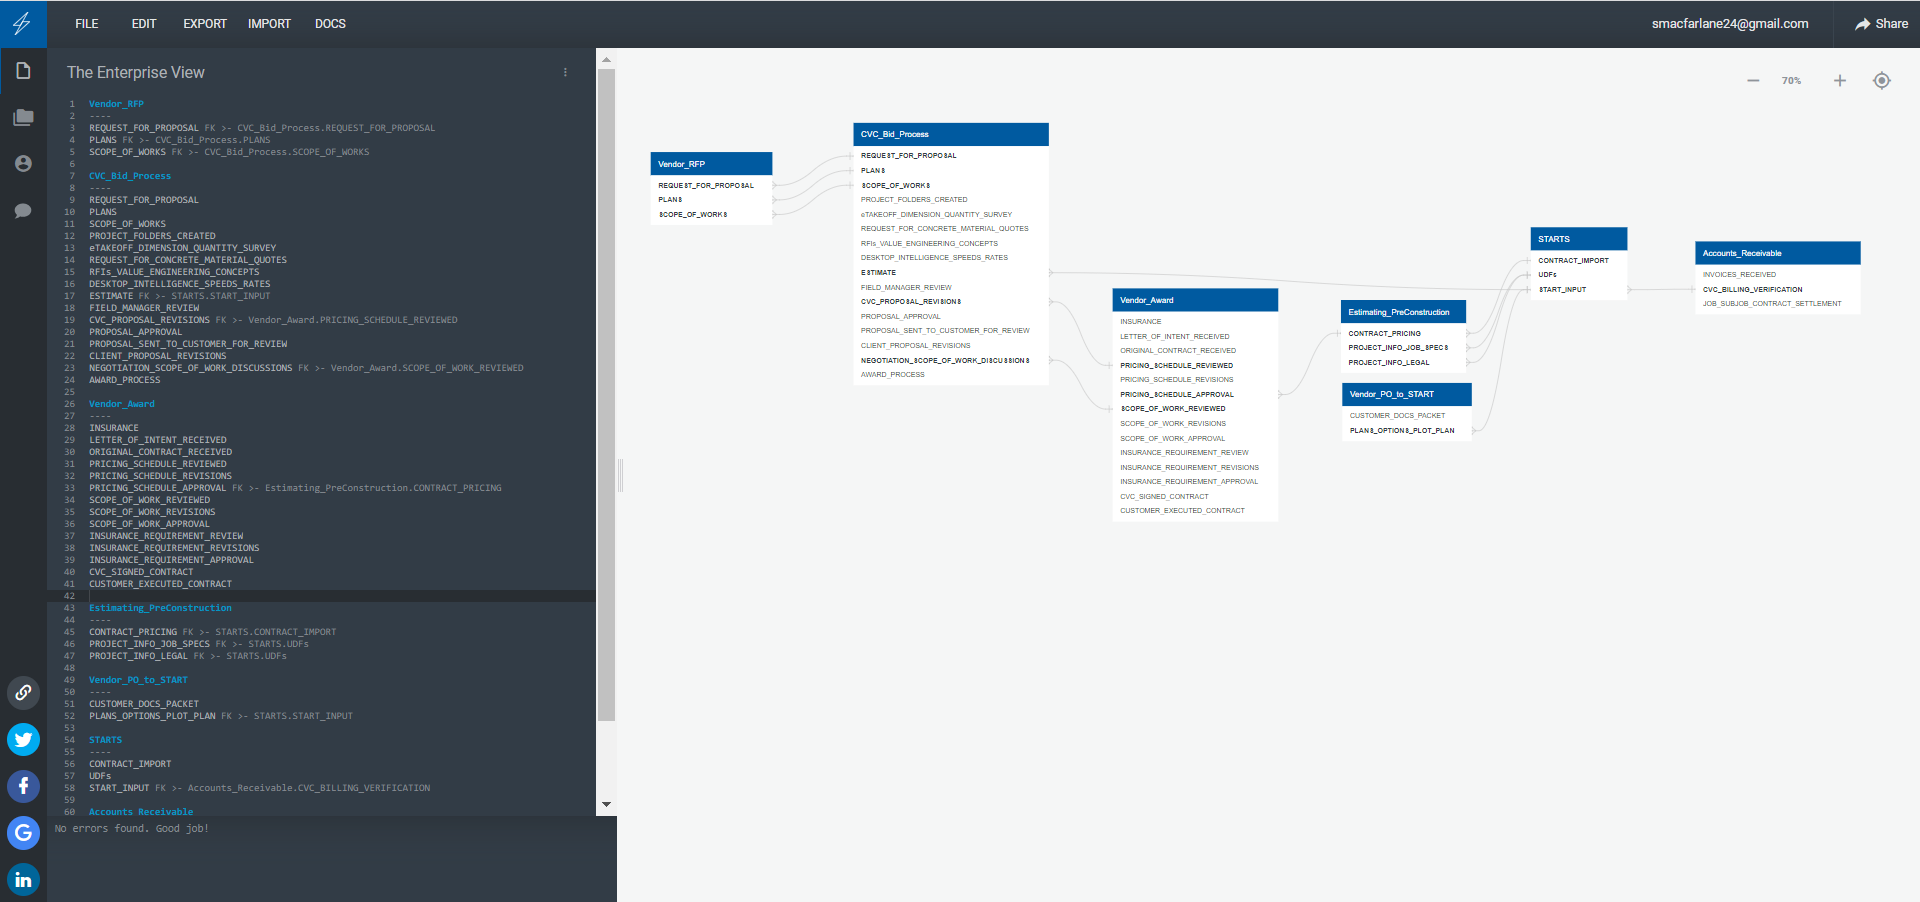 FILE EDIT EXPORT IMPORT DOCS
smacfarlane24@gmail.com Share
The Enterprise View
1 Vendor_RFP
2 ----
3 REQUEST_FOR_PROPOSAL FK >- CVC_Bid_Process.REQUEST_FOR_PROPOSAL
4 PLANS FK >- CVC_Bid_Process.PLANS
5 SCOPE_OF_WORKS FK >- CVC_Bid_Process.SCOPE_OF_WORKS
6
7 CVC_Bid_Process
8 ----
9 REQUEST_FOR_PROPOSAL
10 PLANS
11 SCOPE_OF_WORKS
12 PROJECT_FOLDERS_CREATED
13 eTAKEOFF_DIMENSION_QUANTITY_SURVEY
14 REQUEST_FOR_CONCRETE_MATERIAL_QUOTES
15 RFIs_VALUE_ENGINEERING_CONCEPTS
16 DESKTOP_INTELLIGENCE_SPEEDS_RATES
17 ESTIMATE FK >- STARTS.START_INPUT
18 FIELD_MANAGER_REVIEW
19 CVC_PROPOSAL_REVISIONS FK >- Vendor_Award.PRICING_SCHEDULE_REVIEWED
20 PROPOSAL_APPROVAL
21 PROPOSAL_SENT_TO_CUSTOMER_FOR_REVIEW
22 CLIENT_PROPOSAL_REVISIONS
23 NEGOTIATION_SCOPE_OF_WORK_DISCUSSIONS FK >- Vendor_Award.SCOPE_OF_WORK_REVIEWED
24 AWARD_PROCESS
25
26 Vendor_Award
27 ----
28 INSURANCE
29 LETTER_OF_INTENT_RECEIVED
30 ORIGINAL_CONTRACT_RECEIVED
31 PRICING_SCHEDULE_REVIEWED
32 PRICING_SCHEDULE_REVISIONS
33 PRICING_SCHEDULE_APPROVAL FK >- Estimating_PreConstruction.CONTRACT_PRICING
34 SCOPE_OF_WORK_REVIEWED
35 SCOPE_OF_WORK_REVISIONS
36 SCOPE_OF_WORK_APPROVAL
37 INSURANCE_REQUIREMENT_REVIEW
38 INSURANCE_REQUIREMENT_REVISIONS
39 INSURANCE_REQUIREMENT_APPROVAL
40 CVC_SIGNED_CONTRACT
41 CUSTOMER_EXECUTED_CONTRACT
42
43 Estimating_PreConstruction
44 ----
45 CONTRACT_PRICING FK >- STARTS.CONTRACT_IMPORT
46 PROJECT_INFO_JOB_SPECS FK >- STARTS.UDFs
47 PROJECT_INFO_LEGAL FK >- STARTS.UDFs
48
49 Vendor_PO_to_START
50 ----
51 CUSTOMER_DOCS_PACKET
52 PLANS_OPTIONS_PLOT_PLAN FK >- STARTS.START_INPUT
53
54 STARTS
55 ----
56 CONTRACT_IMPORT
57 UDFs
58 START_INPUT FK >- Accounts_Receivable.CVC_BILLING_VERIFICATION
59
60 Accounts_Receivable
No errors found. Good job!
70%
Vendor_RFP
REQUEST_FOR_PROPOSAL
PLANS
SCOPE_OF_WORKS
CVC_Bid_Process
REQUEST_FOR_PROPOSAL
PLANS
SCOPE_OF_WORKS
PROJECT_FOLDERS_CREATED
eTAKEOFF_DIMENSION_QUANTITY_SURVEY
REQUEST_FOR_CONCRETE_MATERIAL_QUOTES
RFIs_VALUE_ENGINEERING_CONCEPTS
DESKTOP_INTELLIGENCE_SPEEDS_RATES
ESTIMATE
FIELD_MANAGER_REVIEW
CVC_PROPOSAL_REVISIONS
PROPOSAL_APPROVAL
PROPOSAL_SENT_TO_CUSTOMER_FOR_REVIEW
CLIENT_PROPOSAL_REVISIONS
NEGOTIATION_SCOPE_OF_WORK_DISCUSSIONS
AWARD_PROCESS
Vendor_Award
INSURANCE
LETTER_OF_INTENT_RECEIVED
ORIGINAL_CONTRACT_RECEIVED
PRICING_SCHEDULE_REVIEWED
PRICING_SCHEDULE_REVISIONS
PRICING_SCHEDULE_APPROVAL
SCOPE_OF_WORK_REVIEWED
SCOPE_OF_WORK_REVISIONS
SCOPE_OF_WORK_APPROVAL
INSURANCE_REQUIREMENT_REVIEW
INSURANCE_REQUIREMENT_REVISIONS
INSURANCE_REQUIREMENT_APPROVAL
CVC_SIGNED_CONTRACT
CUSTOMER_EXECUTED_CONTRACT
Estimating_PreConstruction
CONTRACT_PRICING
PROJECT_INFO_JOB_SPECS
PROJECT_INFO_LEGAL
Vendor_PO_to_START
CUSTOMER_DOCS_PACKET
PLANS_OPTIONS_PLOT_PLAN
STARTS
CONTRACT_IMPORT
UDFs
START_INPUT
Accounts_Receivable
INVOICES_RECEIVED
CVC_BILLING_VERIFICATION
JOB_SUBJOB_CONTRACT_SETTLEMENT